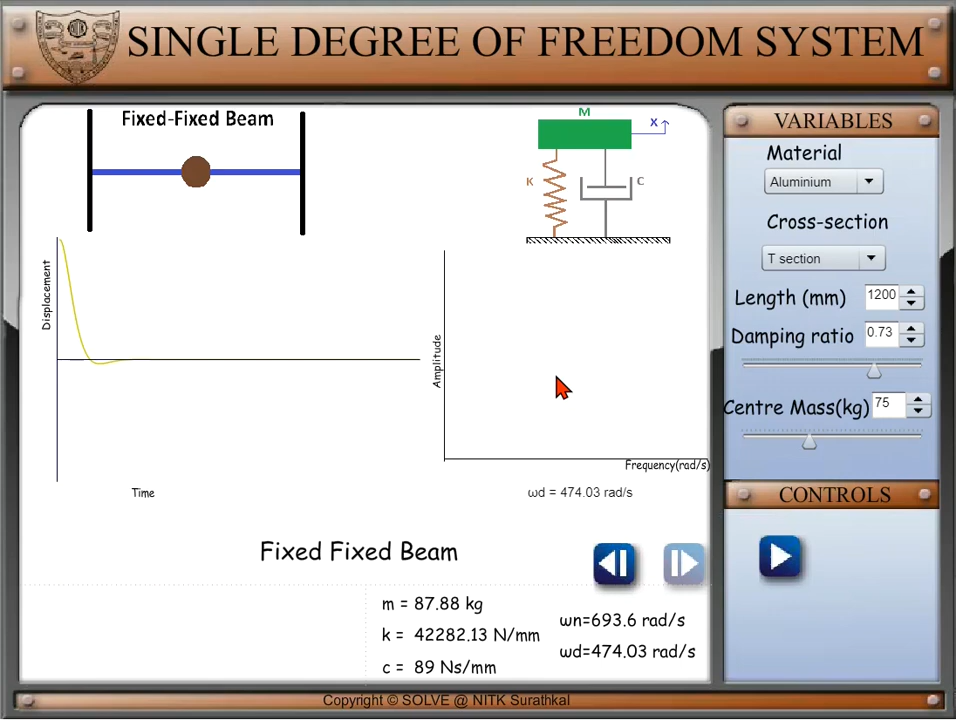 SINGLE DEGREE OF FREEDOM SYSTEM
Fixed-Fixed Beam
M
X
K
C
Displacement
Time
Amplitude
Frequency(rad/s)
ωd = 474.03 rad/s
Fixed Fixed Beam
m = 87.88 kg
k = 42282.13 N/mm
c = 89 Ns/mm
ωn=693.6 rad/s
ωd=474.03 rad/s
VARIABLES
Material
Aluminium
Cross-section
T section
Length (mm) 1200
Damping ratio 0.73
Centre Mass(kg) 75
CONTROLS
Copyright © SOLVE @ NITK Surathkal